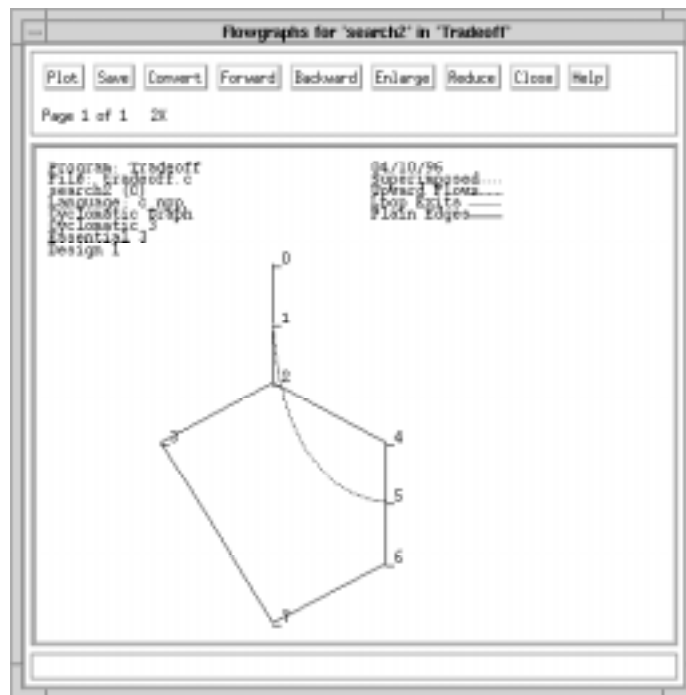 Flowgraphs for 'search2' in 'Tradeoff'
Plot Save Convert Forward Backward Enlarge Reduce Close Help
Page 1 of 1 2X
Program: Tradeoff
File: tradeoff.c
search2 [C]
Language: c_npp
Cyclomatic Graph
Cyclomatic 3
Essential 3
Design 1
04/10/96
Superimposed
Upward Flows
Loop Exits
Plain Edges
0
1
2
3
4
5
6
7